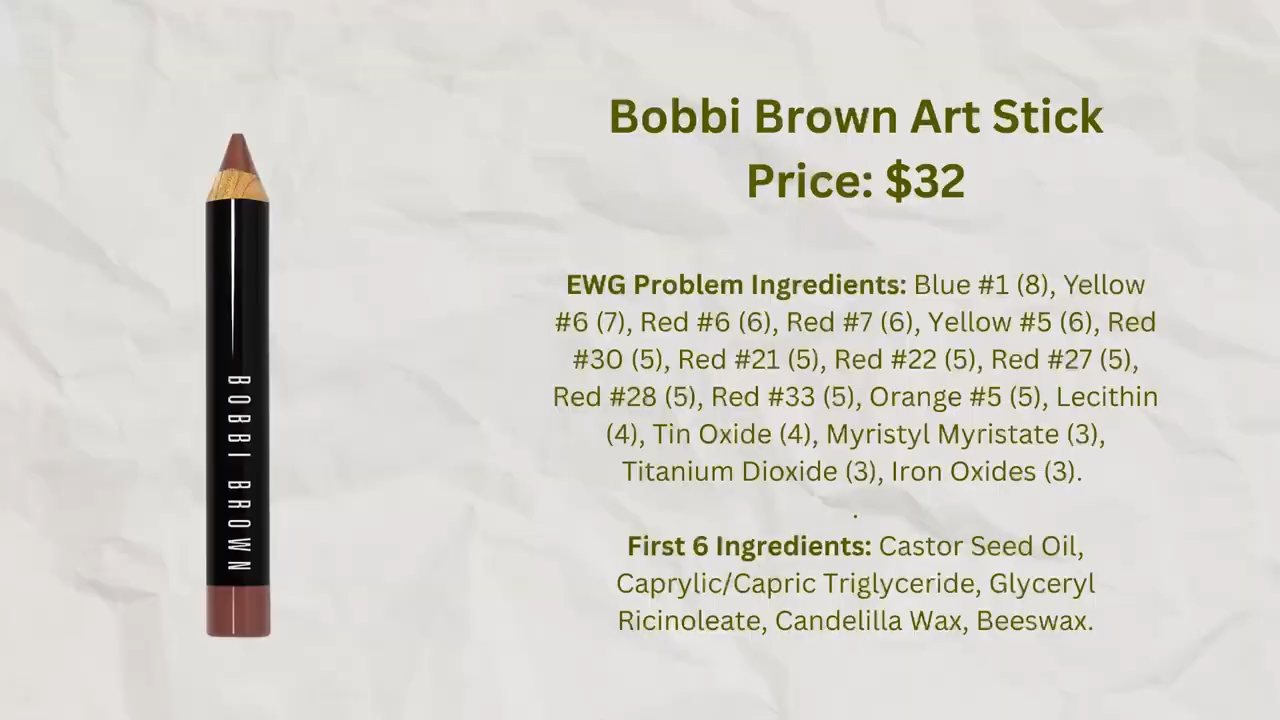 Bobbi Brown Art Stick
Price: $32
EWG Problem Ingredients: Blue #1 (8), Yellow
#6 (7), Red #6 (6), Red #7 (6), Yellow #5 (6), Red
#30 (5), Red #21 (5), Red #22 (5), Red #27 (5),
Red #28 (5), Red #33 (5), Orange #5 (5), Lecithin
(4), Tin Oxide (4), Myristyl Myristate (3),
Titanium Dioxide (3), Iron Oxides (3).
.
First 6 Ingredients: Castor Seed Oil,
Caprylic/Capric Triglyceride, Glyceryl
Ricinoleate, Candelilla Wax, Beeswax.
BOBBI BROWN